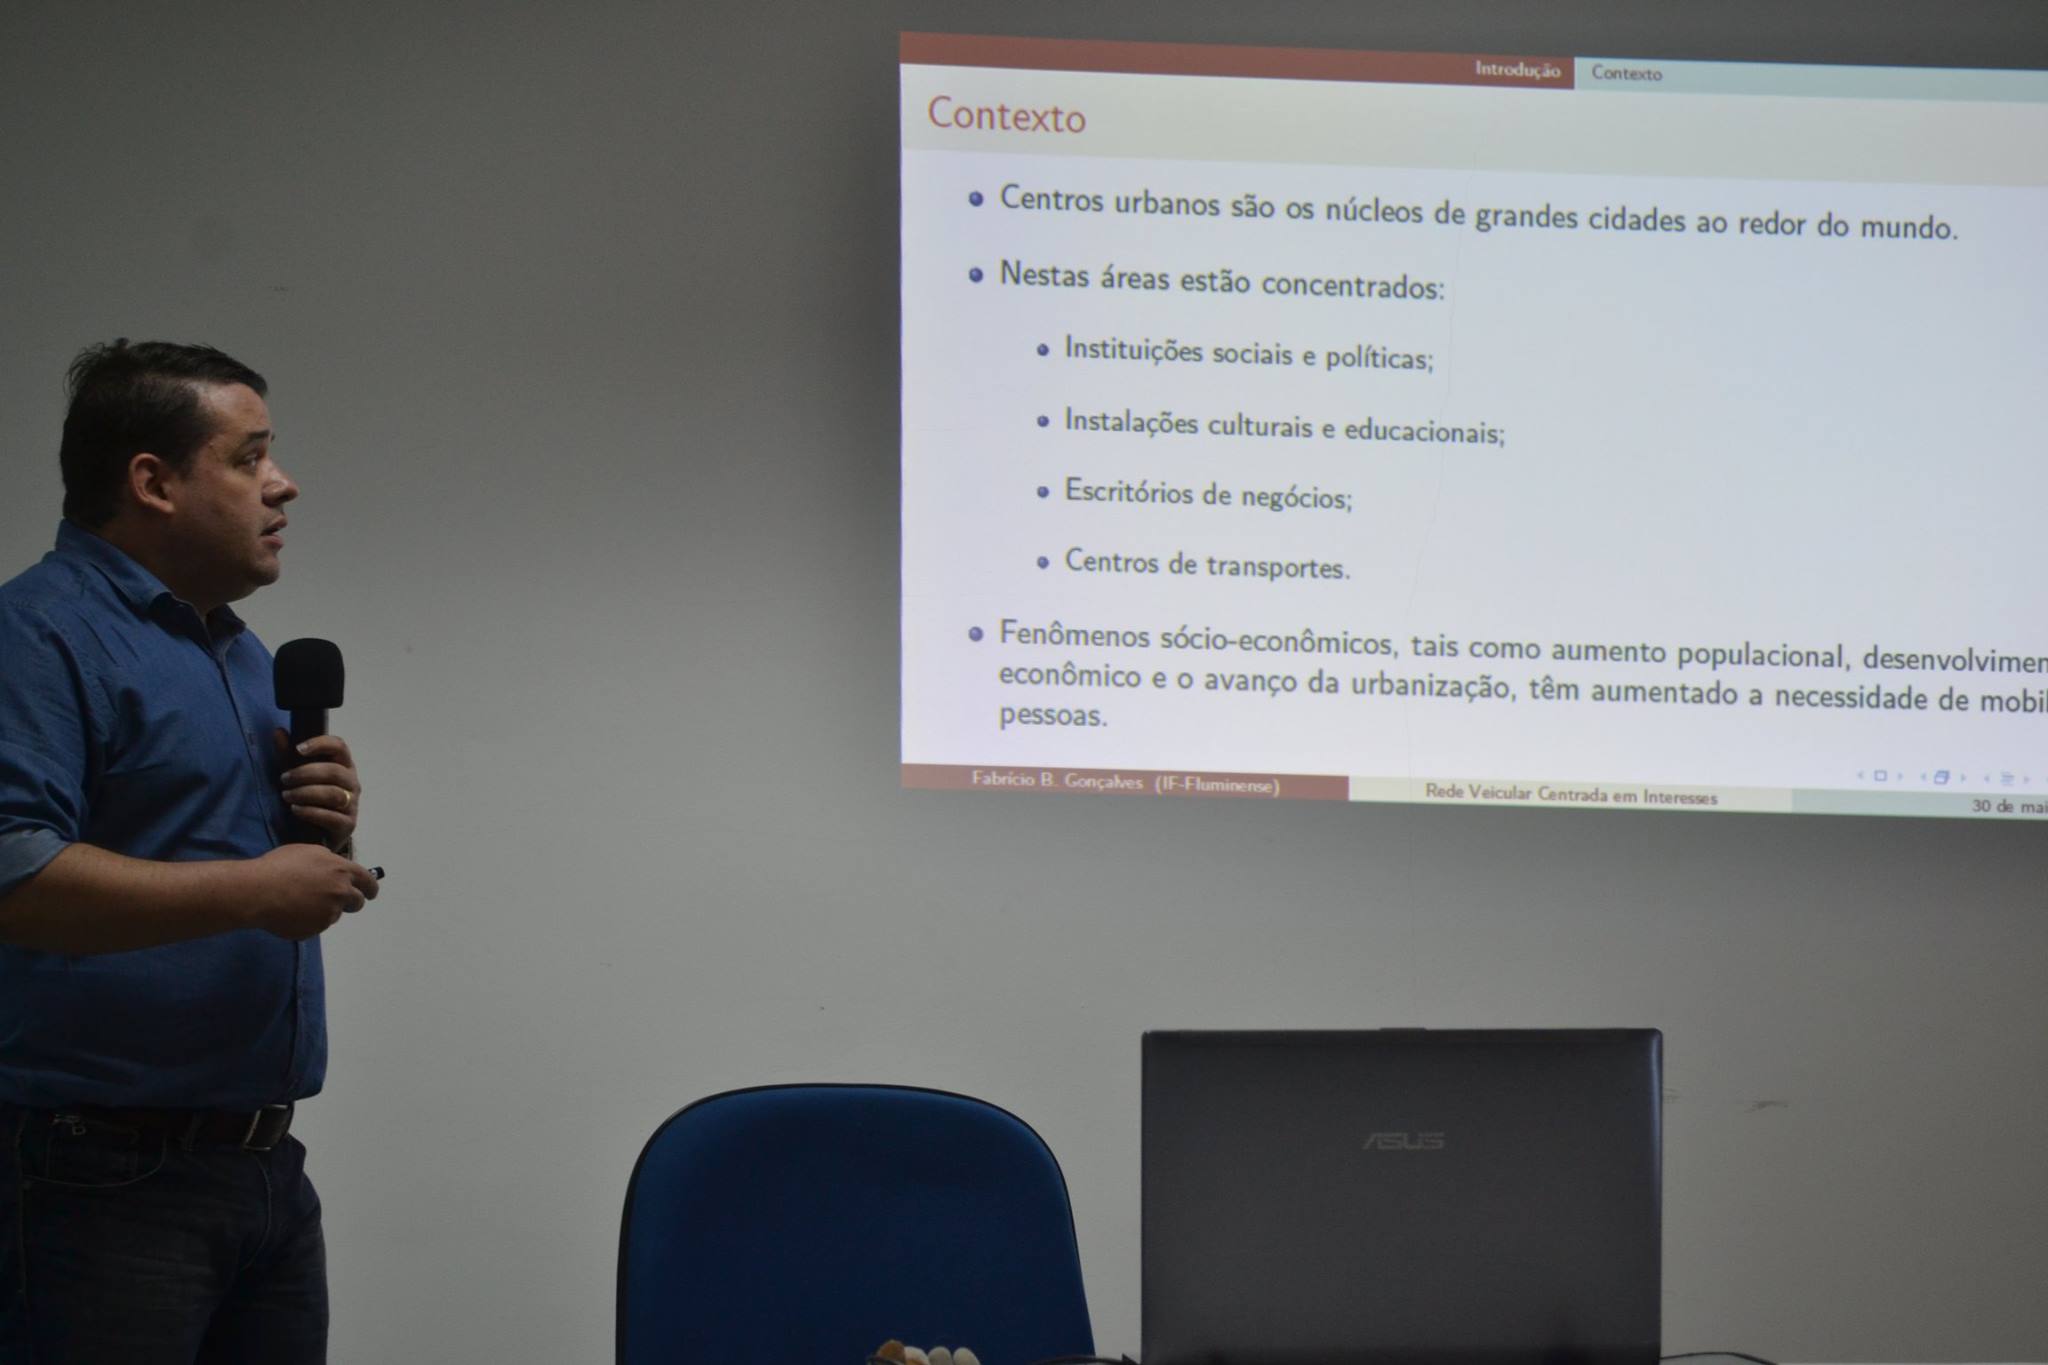 Introdução Contexto
Contexto
Centros urbanos são os núcleos de grandes cidades ao redor do mundo.
Nestas áreas estão concentrados:
Instituições sociais e políticas;
Instalações culturais e educacionais;
Escritórios de negócios;
Centros de transportes.
Fenômenos sócio-econômicos, tais como aumento populacional, desenvolvimen
econômico e o avanço da urbanização, têm aumentado a necessidade de mobil
pessoas.
Fabrício B. Gonçalves (IF-Fluminense) Rede Veicular Centrada em Interesses 30 de mai
ASUS